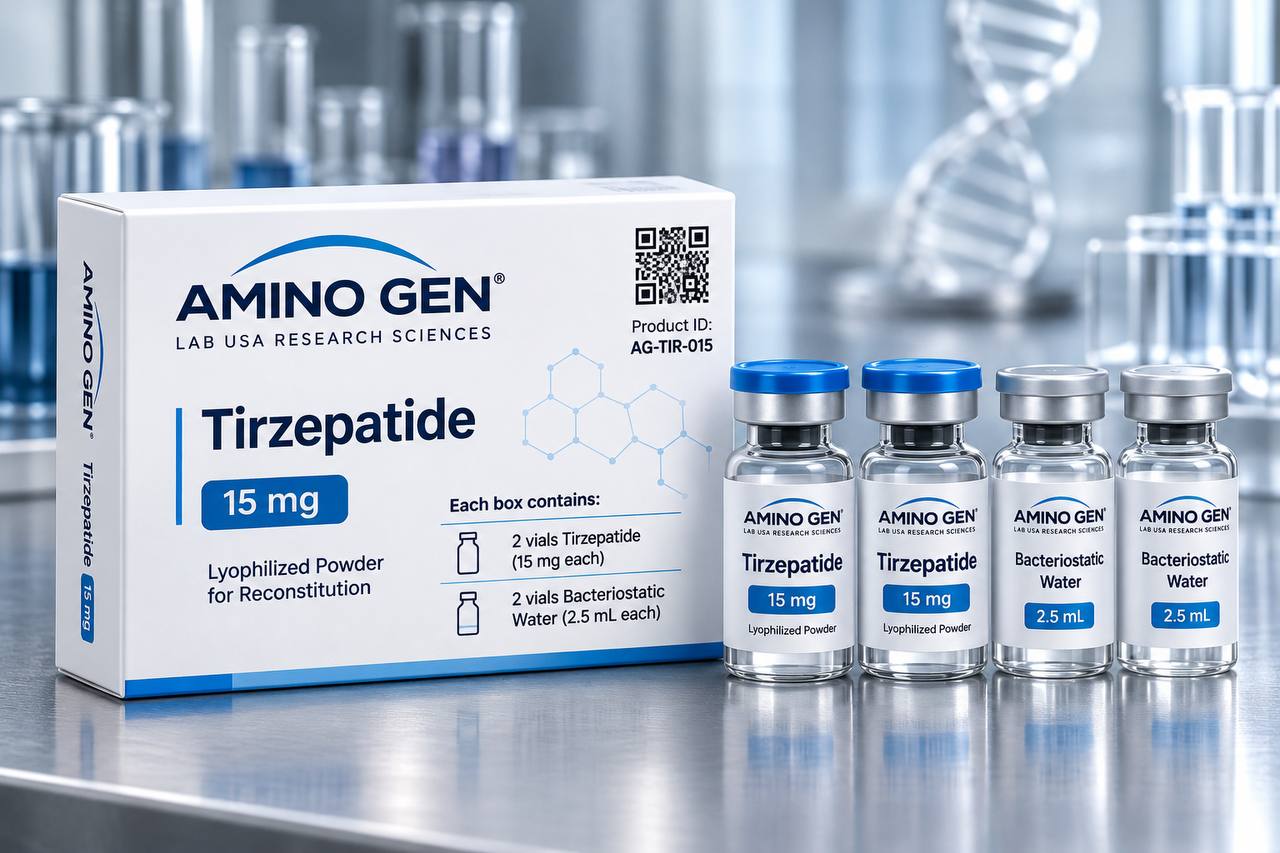 AMINO GEN®
LAB USA RESEARCH SCIENCES
Product ID:
AG-TIR-015
Tirzepatide
15 mg
Lyophilized Powder
for Reconstitution
Each box contains:
2 vials Tirzepatide
(15 mg each)
2 vials Bacteriostatic
Water (2.5 mL each)
AMINO GEN®
Tirzepatide
15 mg
AMINO GEN®
LAB USA RESEARCH SCIENCES
Tirzepatide
15 mg
Lyophilized Powder
AMINO GEN®
LAB USA RESEARCH SCIENCES
Tirzepatide
15 mg
Lyophilized Powder
AMINO GEN®
LAB USA RESEARCH SCIENCES
Bacteriostatic
Water
2.5 mL
AMINO GEN®
LAB USA RESEARCH SCIENCES
Bacteriostatic
Water
2.5 mL